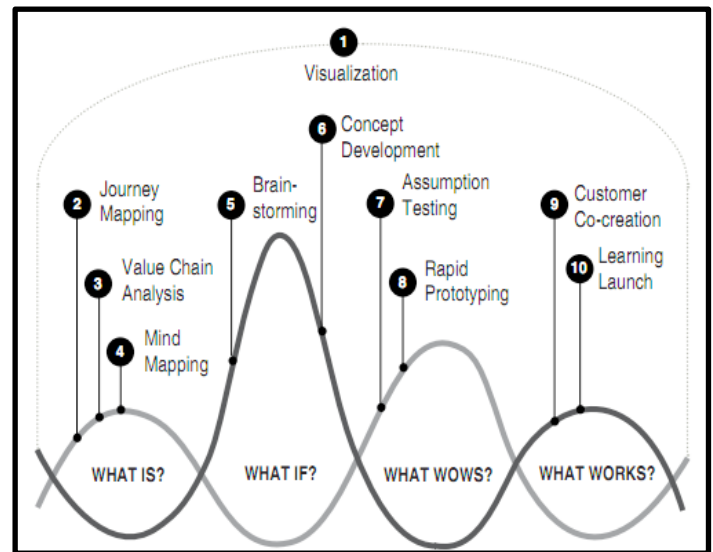 1
Visualization
2
Journey
Mapping
3
Value Chain
Analysis
4
Mind
Mapping
5
Brain-
storming
6
Concept
Development
7
Assumption
Testing
8
Rapid
Prototyping
9
Customer
Co-creation
10
Learning
Launch
WHAT IS?
WHAT IF?
WHAT WOWS?
WHAT WORKS?